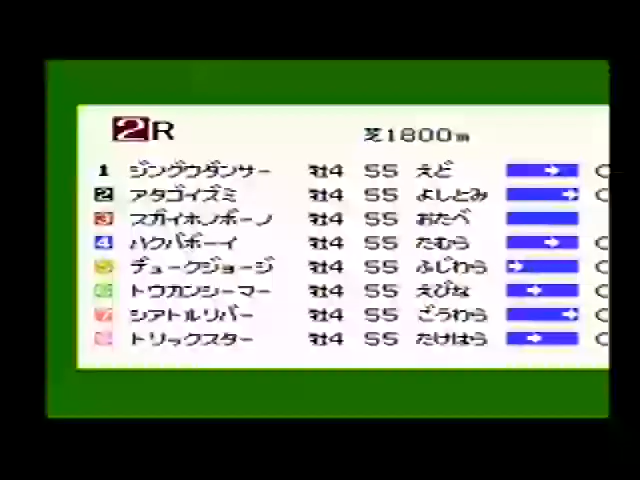 2R 芝1800m
1 ジングウダンサー 牡4 55 えど →
2 アタゴイズミ 牡4 55 よしとみ →
3 スガイホノボーノ 牡4 55 おたべ
4 ハクバボーイ 牡4 55 たむら →
5 デュークジョージ 牡4 55 ふじわら →
6 トウカンシーマー 牡4 55 えびな →
7 シアトルリバー 牡4 55 ごうわら →
8 トリックスター 牡4 55 たけはら →